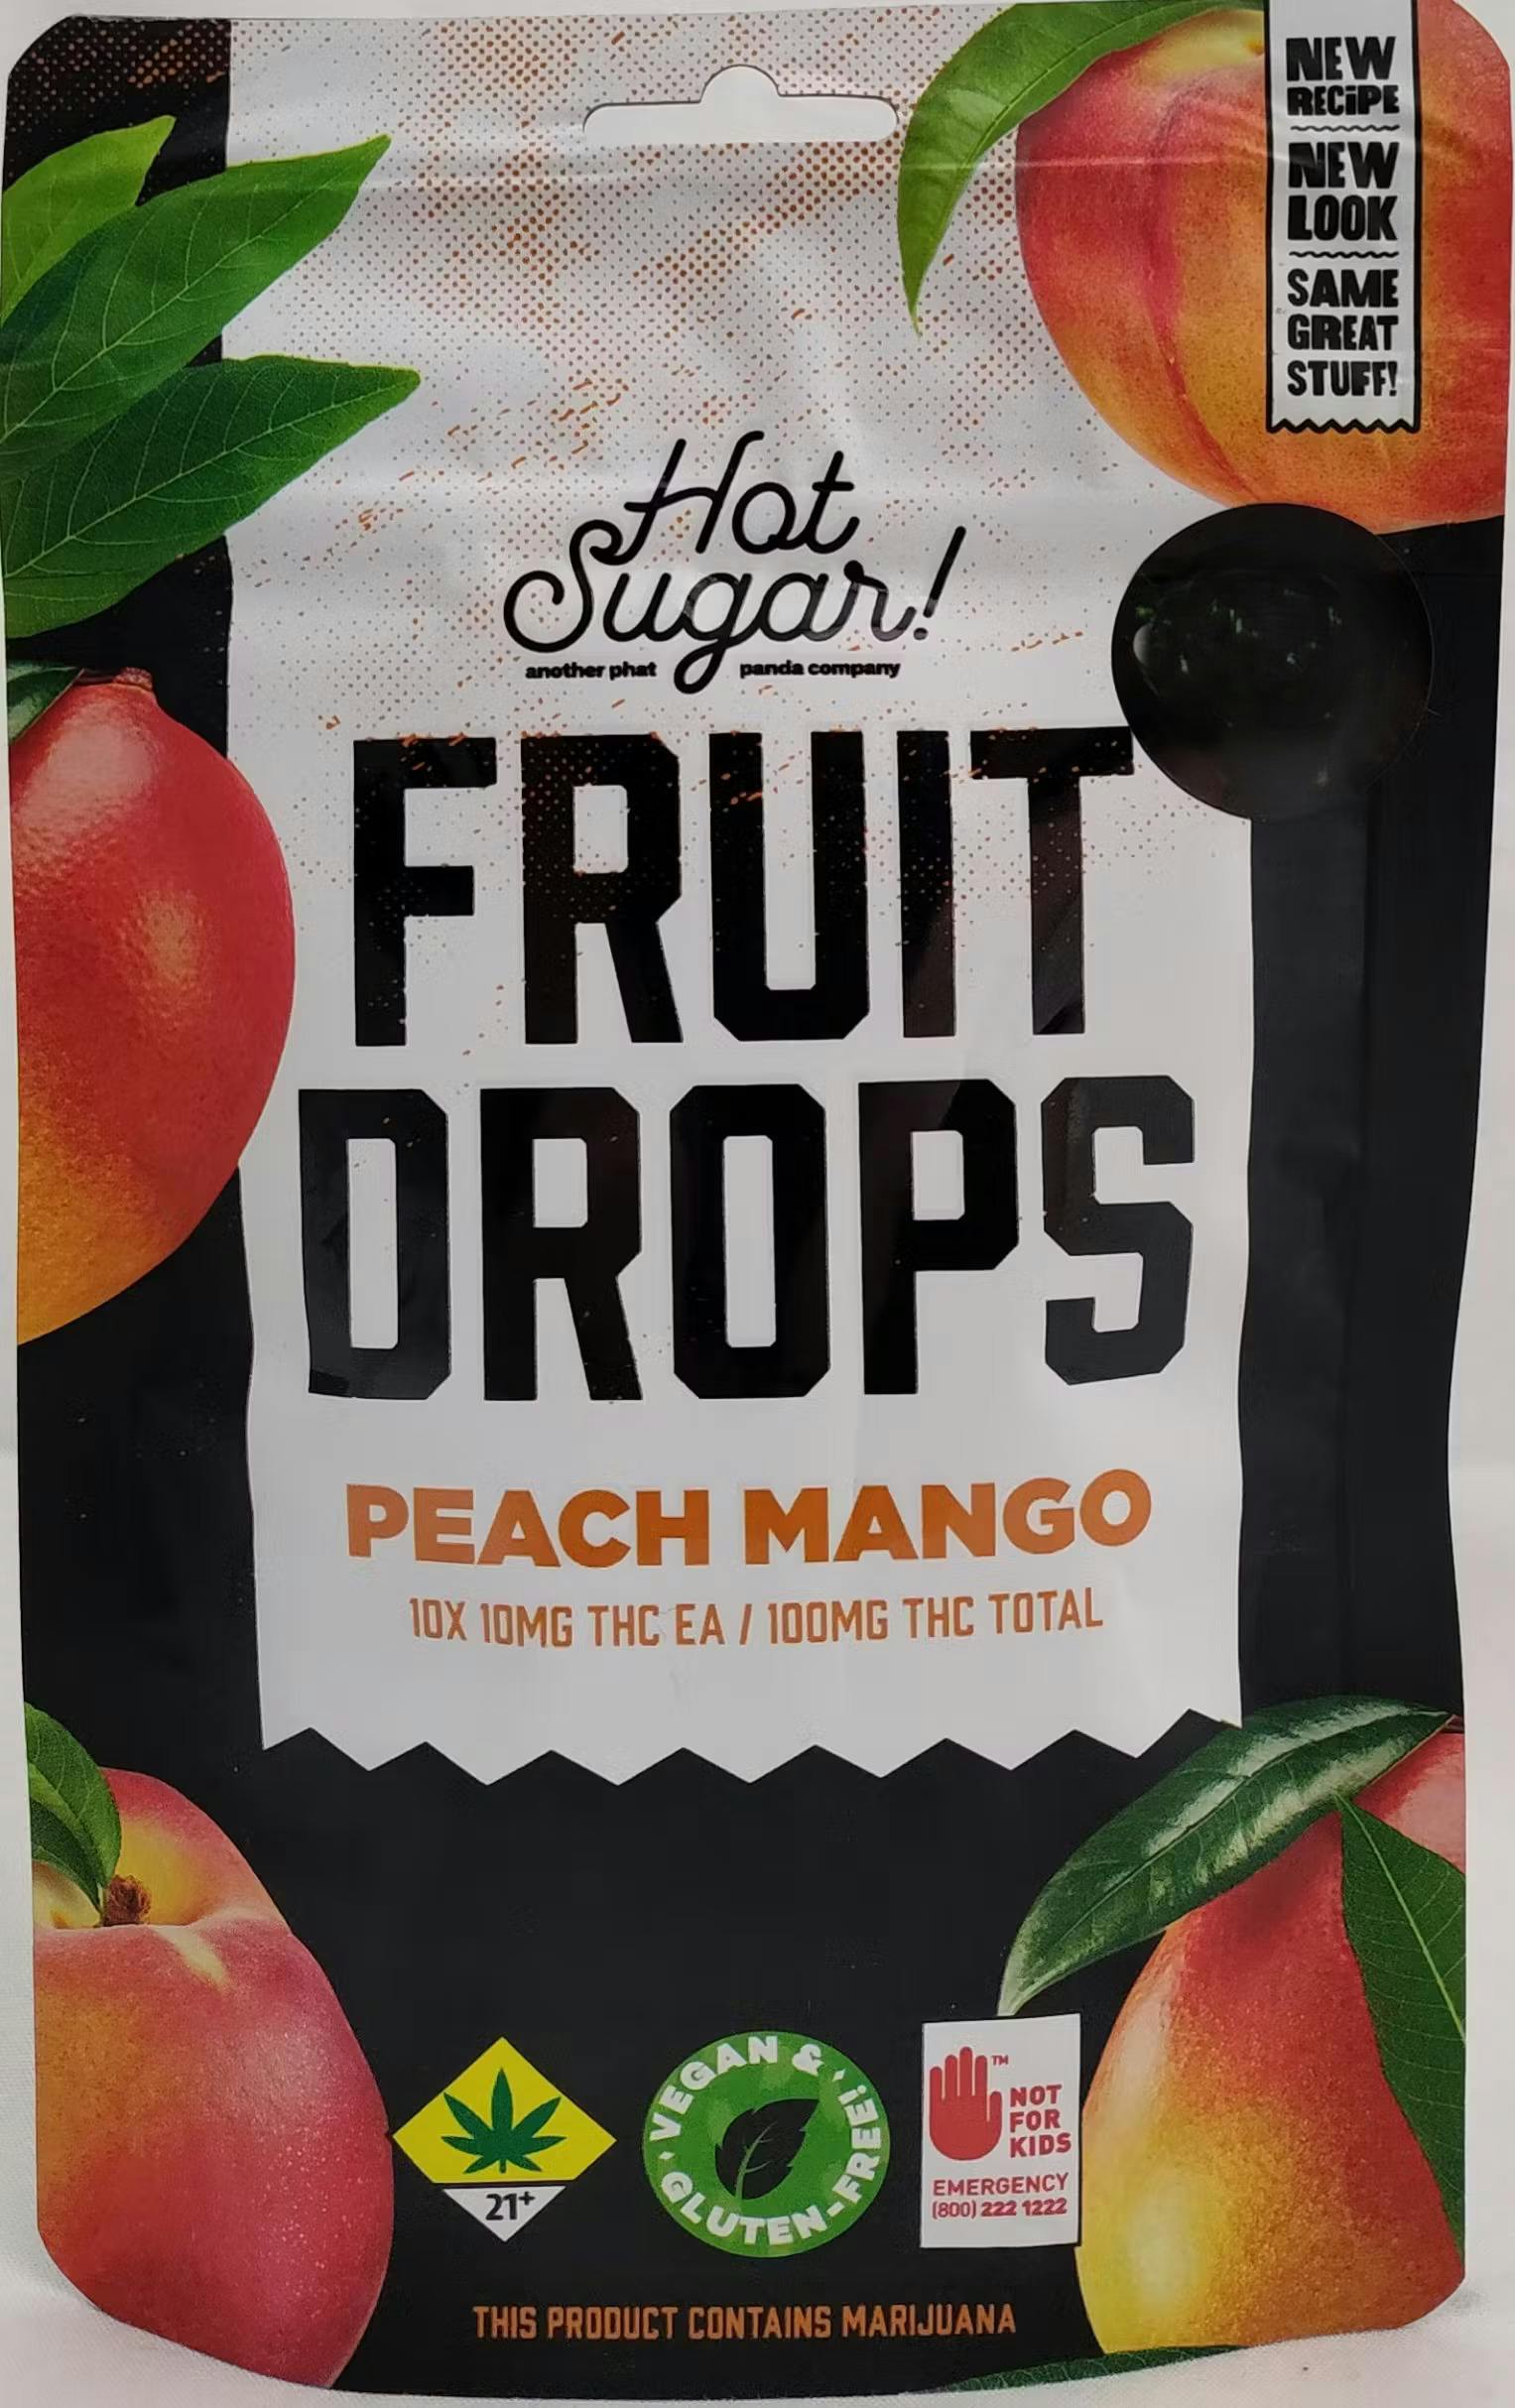 NEW
RECiPE
NEW
LOOK
SAME
GREAT
STUFF!
Hot
Sugar!
another phat panda company
FRUIT
DROPS
PEACH MANGO
10X 10MG THC EA / 100MG THC TOTAL
21+
VEGAN &
GLUTEN-FREE!
TM
NOT
FOR
KIDS
EMERGENCY
(800) 222 1222
THIS PRODUCT CONTAINS MARIJUANA